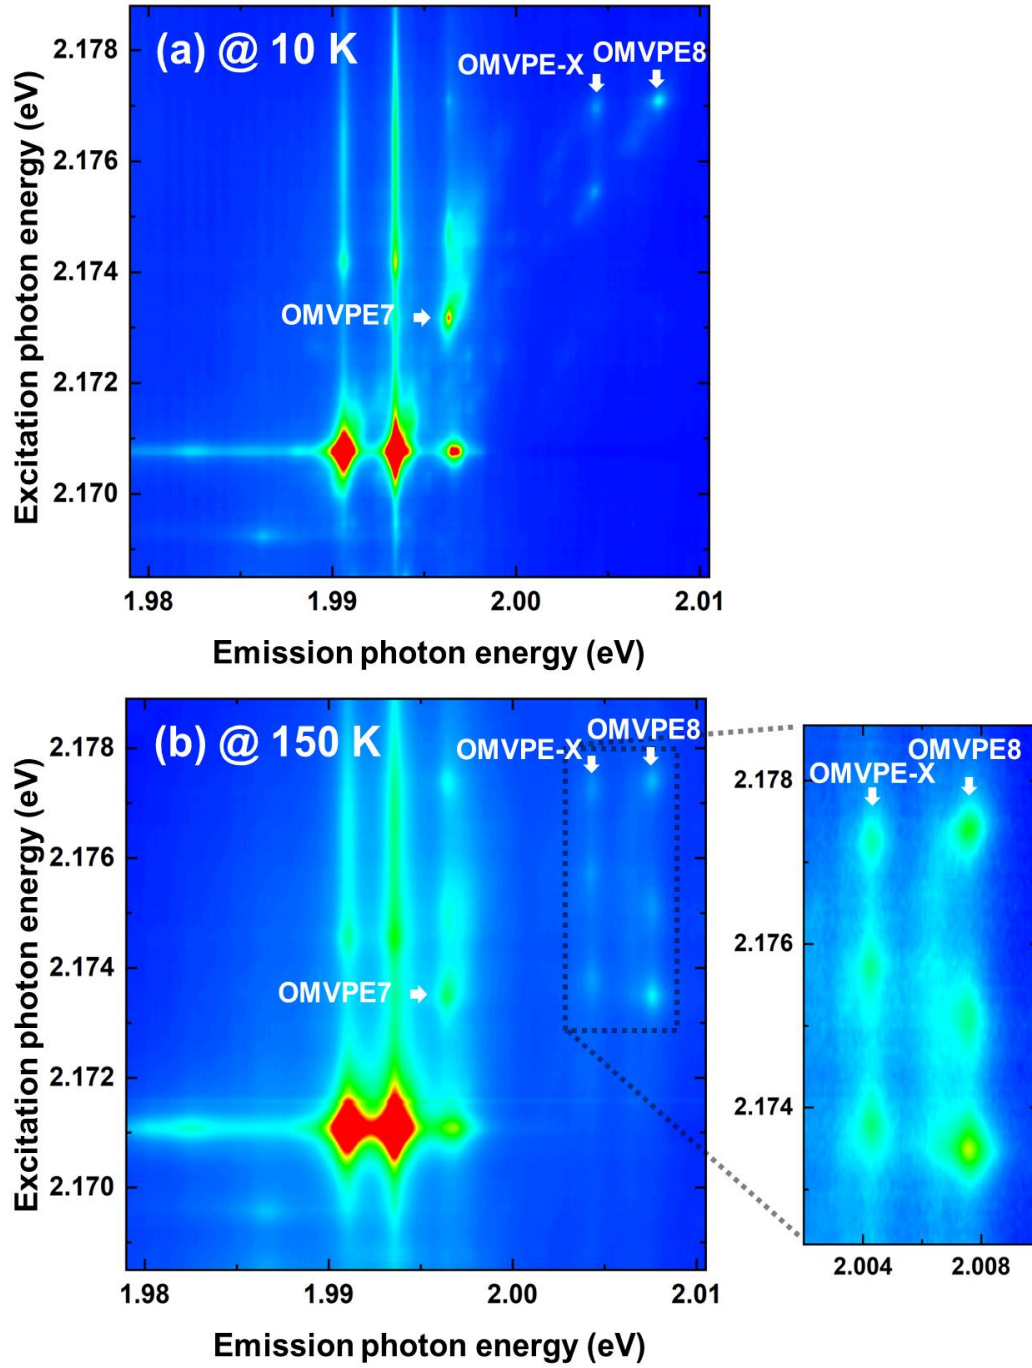 (a) @ 10 K
OMVPE-X
OMVPE8
OMVPE7
2.178
2.176
2.174
2.172
2.170
Excitation photon energy (eV)
1.98
1.99
2.00
2.01
Emission photon energy (eV)
(b) @ 150 K
OMVPE-X
OMVPE8
OMVPE7
2.178
2.176
2.174
2.172
2.170
Excitation photon energy (eV)
1.98
1.99
2.00
2.01
Emission photon energy (eV)
OMVPE8
OMVPE-X
2.178
2.176
2.174
2.004
2.008